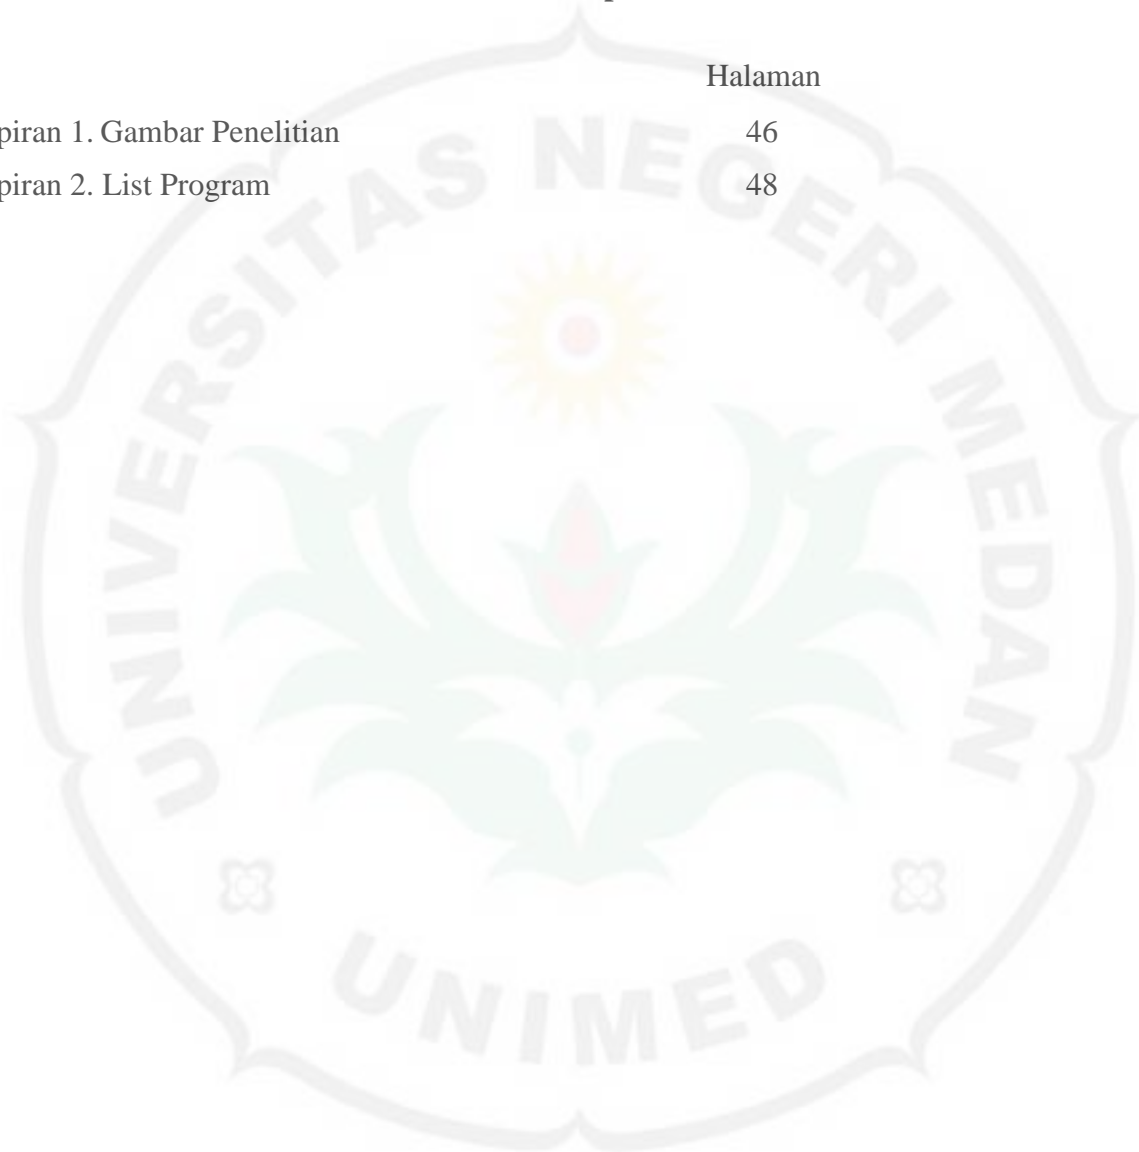 Halaman
piran 1. Gambar Penelitian 46
piran 2. List Program 48
UNIVERSITAS NEGERI MEDAN
UNIMED